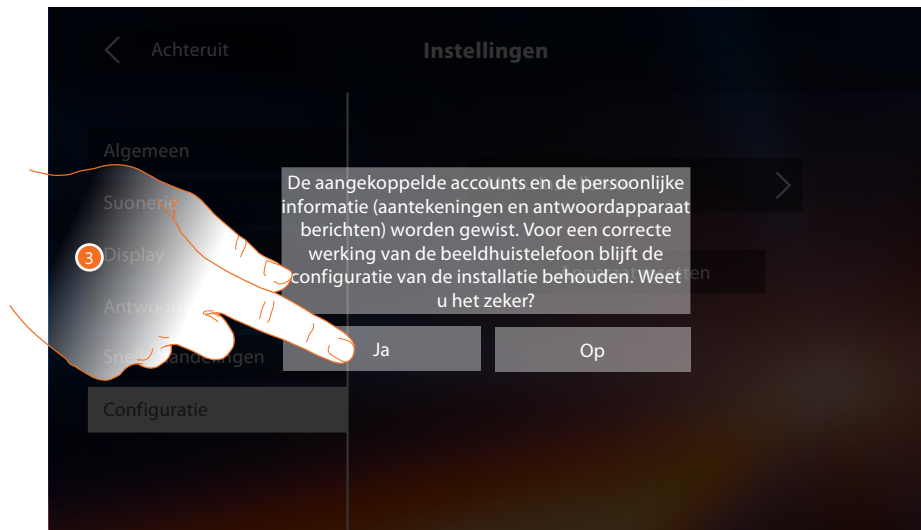 Achteruit
Instellingen
Algemeen
Suonerie
3
Display
Antwoor
Configuratie
De aangekoppelde accounts en de persoonlijke
informatie (aantekeningen en antwoordapparaat
berichten) worden gewist. Voor een correcte
werking van de beeldhuistelefoon blijft de
configuratie van de installatie behouden. Weet
u het zeker?
Ja
Op